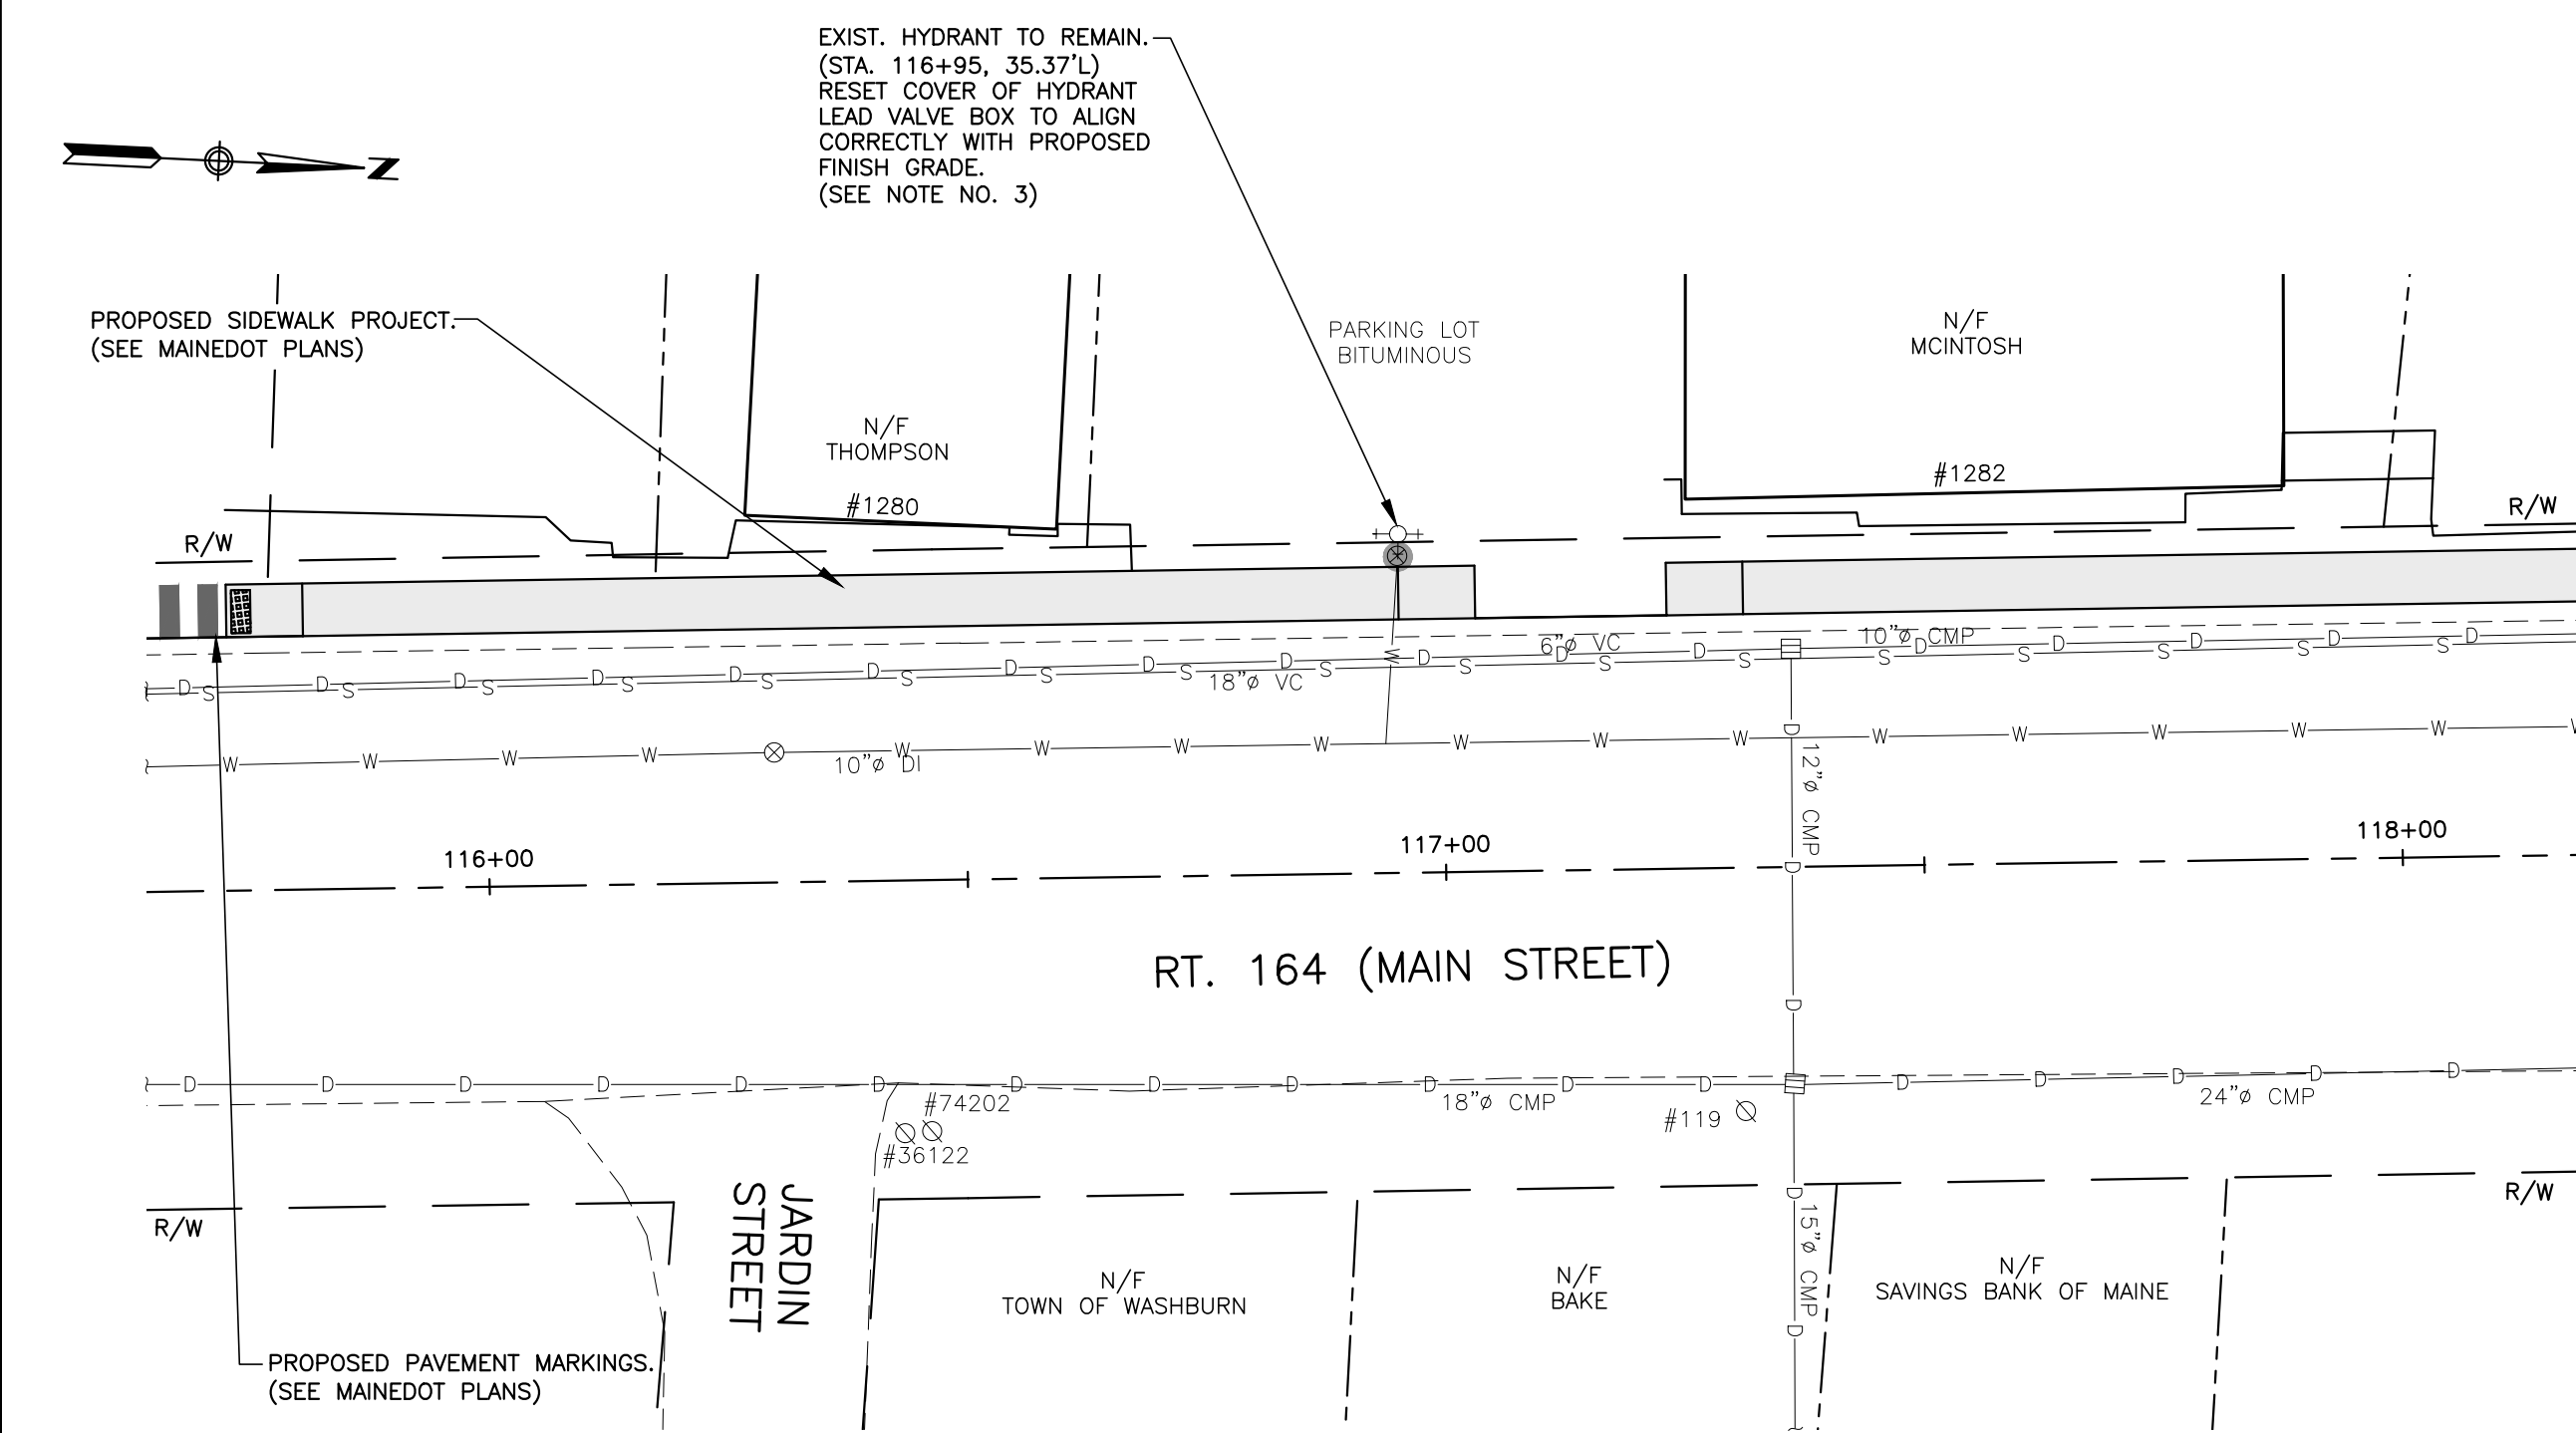 EXIST. HYDRANT TO REMAIN.
(STA. 116+95, 35.37'L)
RESET COVER OF HYDRANT
LEAD VALVE BOX TO ALIGN
CORRECTLY WITH PROPOSED
FINISH GRADE.
(SEE NOTE NO. 3)
N
PROPOSED SIDEWALK PROJECT.
(SEE MAINEDOT PLANS)
PARKING LOT
BITUMINOUS
N/F
MCINTOSH
N/F
THOMPSON
#1280
#1282
R/W
R/W
6"ø VC
10"ø CMP
D D D D D D D D D D D D D D D D D
S S S S S S S S S S S S S S S S S
18"ø VC
W
W W W W W W W W W W W W W W W W W
10"ø DI
D
12"ø CMP
D
D
116+00
117+00
118+00
RT. 164 (MAIN STREET)
D D D D D D D D D D D D D D D D D
#74202
18"ø CMP
#119
24"ø CMP
#36122
JARDIN
STREET
R/W
R/W
D
15"ø CMP
D
N/F
TOWN OF WASHBURN
N/F
BAKE
N/F
SAVINGS BANK OF MAINE
PROPOSED PAVEMENT MARKINGS.
(SEE MAINEDOT PLANS)